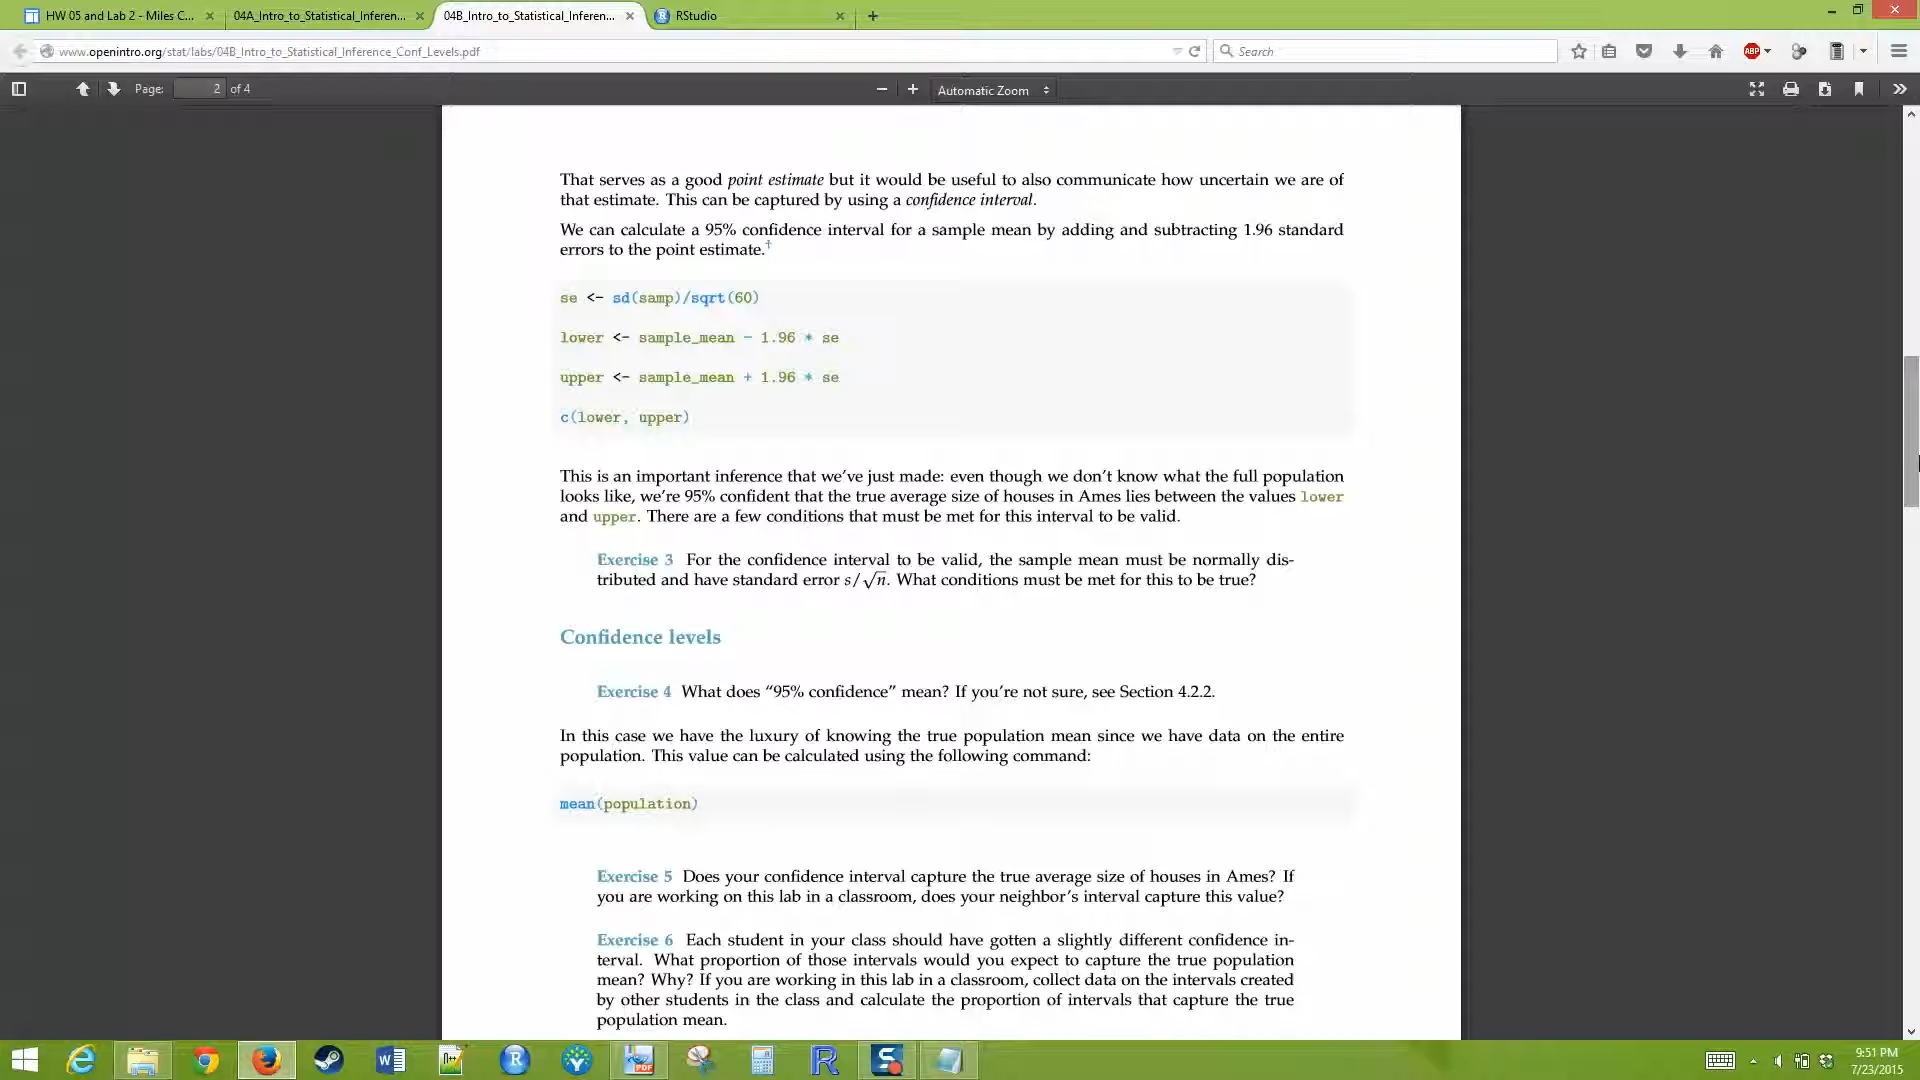 HW 05 and Lab 2 - Miles C...
04A_Intro_to_Statistical_Inferen...
04B_Intro_to_Statistical_Inferen...
RStudio
www.openintro.org/stat/labs/04B_Intro_to_Statistical_Inference_Conf_Levels.pdf
Search
ABP
Page: 2 of 4
Automatic Zoom
That serves as a good point estimate but it would be useful to also communicate how uncertain we are of
that estimate. This can be captured by using a confidence interval.
We can calculate a 95% confidence interval for a sample mean by adding and subtracting 1.96 standard
errors to the point estimate.†
se <- sd(samp)/sqrt(60)
lower <- sample_mean - 1.96 * se
upper <- sample_mean + 1.96 * se
c(lower, upper)
This is an important inference that we've just made: even though we don't know what the full population
looks like, we're 95% confident that the true average size of houses in Ames lies between the values lower
and upper. There are a few conditions that must be met for this interval to be valid.
Exercise 3 For the confidence interval to be valid, the sample mean must be normally dis-
tributed and have standard error s/√n. What conditions must be met for this to be true?
Confidence levels
Exercise 4 What does “95% confidence” mean? If you're not sure, see Section 4.2.2.
In this case we have the luxury of knowing the true population mean since we have data on the entire
population. This value can be calculated using the following command:
mean(population)
Exercise 5 Does your confidence interval capture the true average size of houses in Ames? If
you are working on this lab in a classroom, does your neighbor's interval capture this value?
Exercise 6 Each student in your class should have gotten a slightly different confidence in-
terval. What proportion of those intervals would you expect to capture the true population
mean? Why? If you are working in this lab in a classroom, collect data on the intervals created
by other students in the class and calculate the proportion of intervals that capture the true
population mean.
9:51 PM
7/23/2015